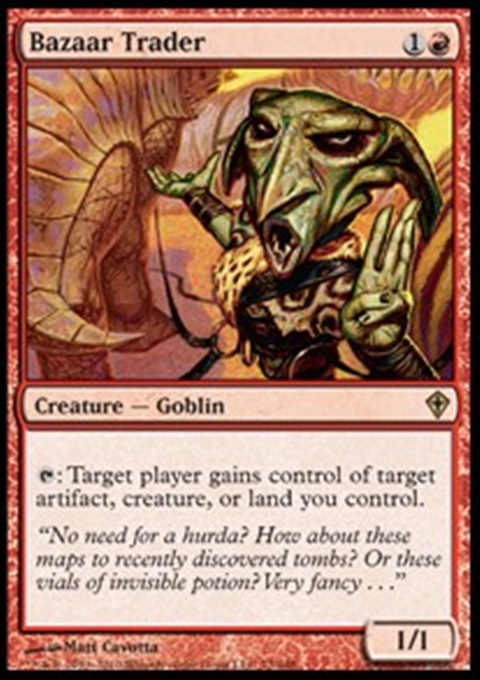 Bazaar Trader 1
Creature — Goblin
: Target player gains control of target
artifact, creature, or land you control.
“No need for a hurda? How about these
maps to recently discovered tombs? Or these
vials of invisible potion? Very fancy . . .”
Matt Cavotta
1/1